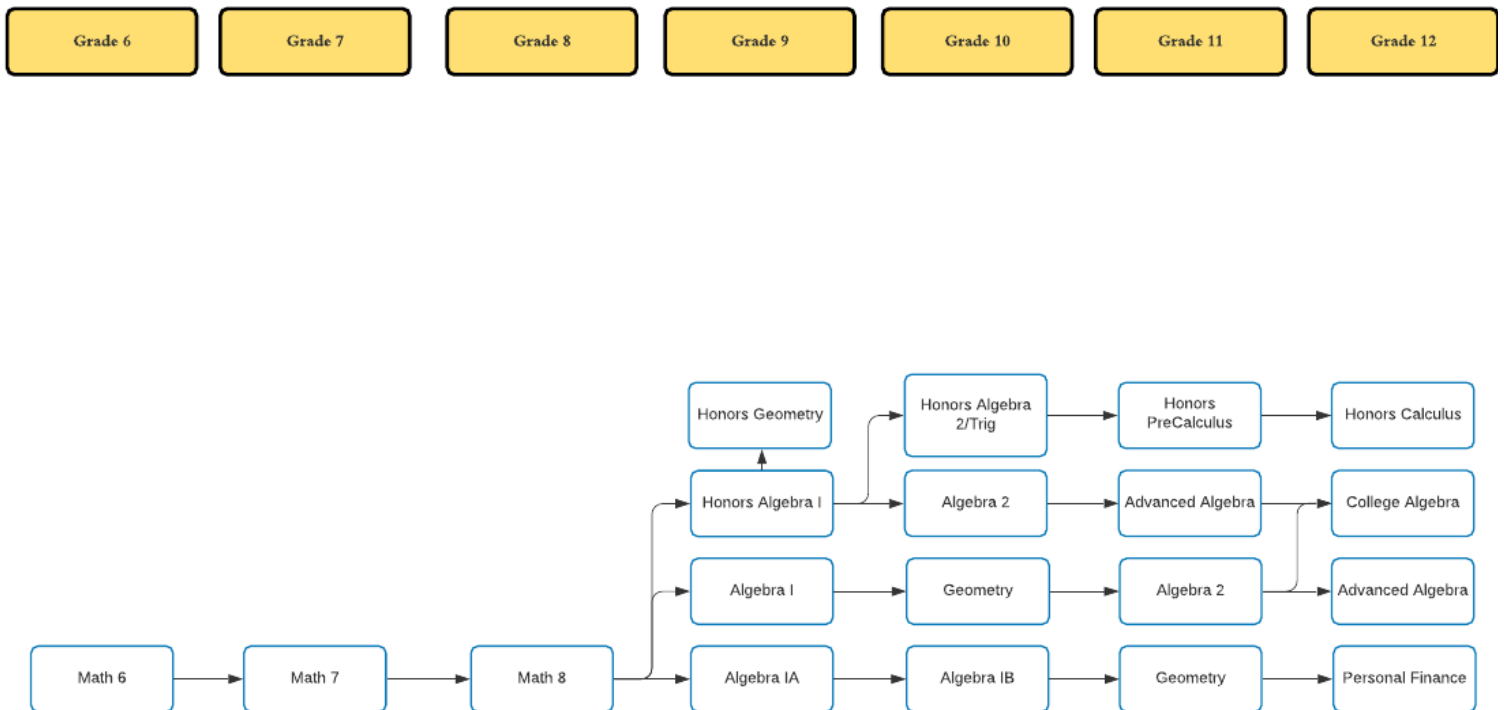 Grade 6
Grade 7
Grade 8
Grade 9
Grade 10
Grade 11
Grade 12
Honors Geometry
Honors Algebra
2/Trig
Honors
PreCalculus
Honors Calculus
Honors Algebra I
Algebra 2
Advanced Algebra
College Algebra
Algebra I
Geometry
Algebra 2
Advanced Algebra
Math 6
Math 7
Math 8
Algebra IA
Algebra IB
Geometry
Personal Finance